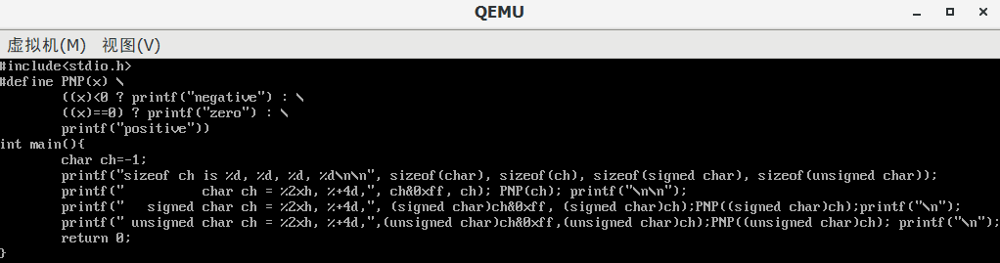 QEMU
虚拟机(M) 视图(V)
#include<stdio.h>
#define PNP(x) \
        ((x)<0 ? printf("negative") : \
        ((x)==0) ? printf("zero") : \
        printf("positive"))
int main(){
        char ch=-1;
        printf("sizeof ch is %d, %d, %d, %d\n\n", sizeof(char), sizeof(ch), sizeof(signed char), sizeof(unsigned char));
        printf("          char ch = %2xh, %+4d,", ch&0xff, ch); PNP(ch); printf("\n\n");
        printf("   signed char ch = %2xh, %+4d,", (signed char)ch&0xff, (signed char)ch);PNP((signed char)ch);printf("\n");
        printf(" unsigned char ch = %2xh, %+4d,",(unsigned char)ch&0xff,(unsigned char)ch);PNP((unsigned char)ch); printf("\n");
        return 0;
}